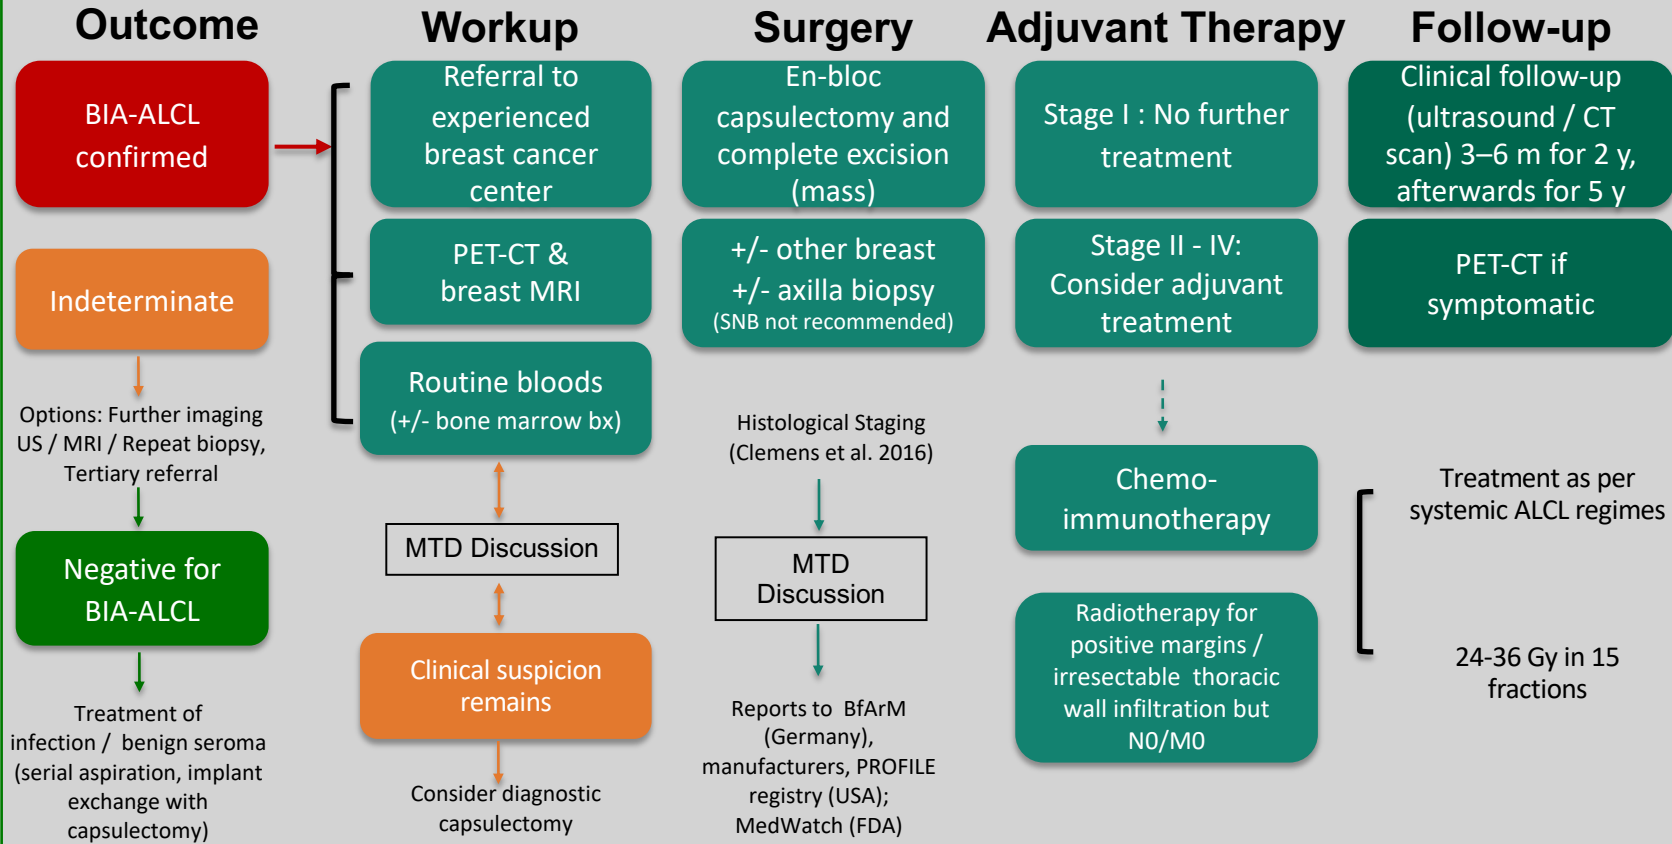 Outcome
BIA-ALCL
confirmed
Indeterminate
Options: Further imaging
US / MRI / Repeat biopsy,
Tertiary referral
Negative for
BIA-ALCL
Treatment of
infection / benign seroma
(serial aspiration, implant
exchange with
capsulectomy)
Workup
Referral to
experienced
breast cancer
center
PET-CT &
breast MRI
Routine bloods
(+/- bone marrow bx)
MTD Discussion
Clinical suspicion
remains
Consider diagnostic
capsulectomy
Surgery
En-bloc
capsulectomy and
complete excision
(mass)
+/- other breast
+/- axilla biopsy
(SNB not recommended)
Histological Staging
(Clemens et al. 2016)
MTD
Discussion
Reports to BfArM
(Germany),
manufacturers, PROFILE
registry (USA);
MedWatch (FDA)
Adjuvant Therapy
Stage I : No further
treatment
Stage II - IV:
Consider adjuvant
treatment
Chemo-
immunotherapy
Radiotherapy for
positive margins /
irresectable thoracic
wall infiltration but
N0/M0
Follow-up
Clinical follow-up
(ultrasound / CT
scan) 3–6 m for 2 y,
afterwards for 5 y
PET-CT if
symptomatic
Treatment as per
systemic ALCL regimes
24-36 Gy in 15
fractions